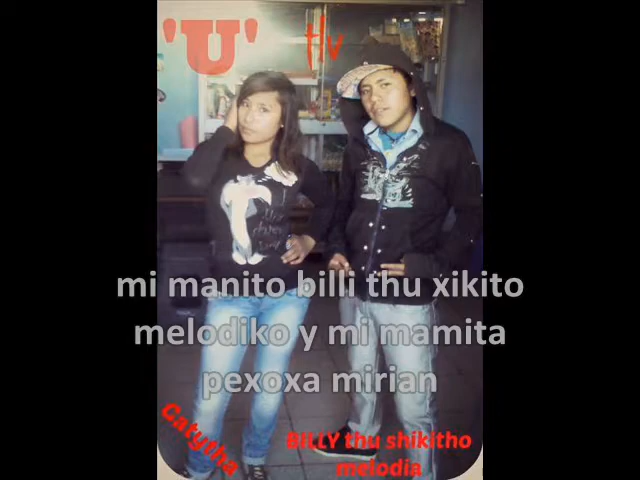 'U' tlv
mi manito billi thu xikito
melodiko y mi mamita
pexoxa mirian
Catytha
BILLY thu shikitho
melodia